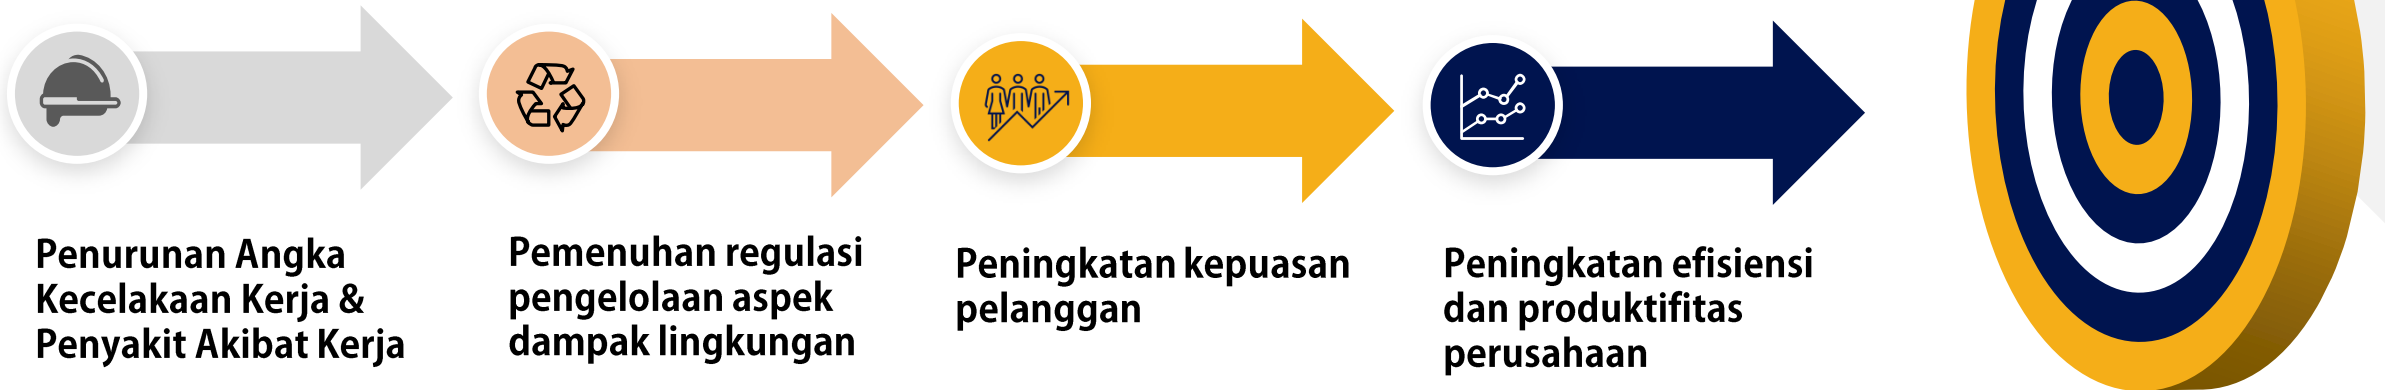 Penurunan Angka
Kecelakaan Kerja &
Penyakit Akibat Kerja
Pemenuhan regulasi
pengelolaan aspek
dampak lingkungan
Peningkatan kepuasan
pelanggan
Peningkatan efisiensi
dan produktifitas
perusahaan